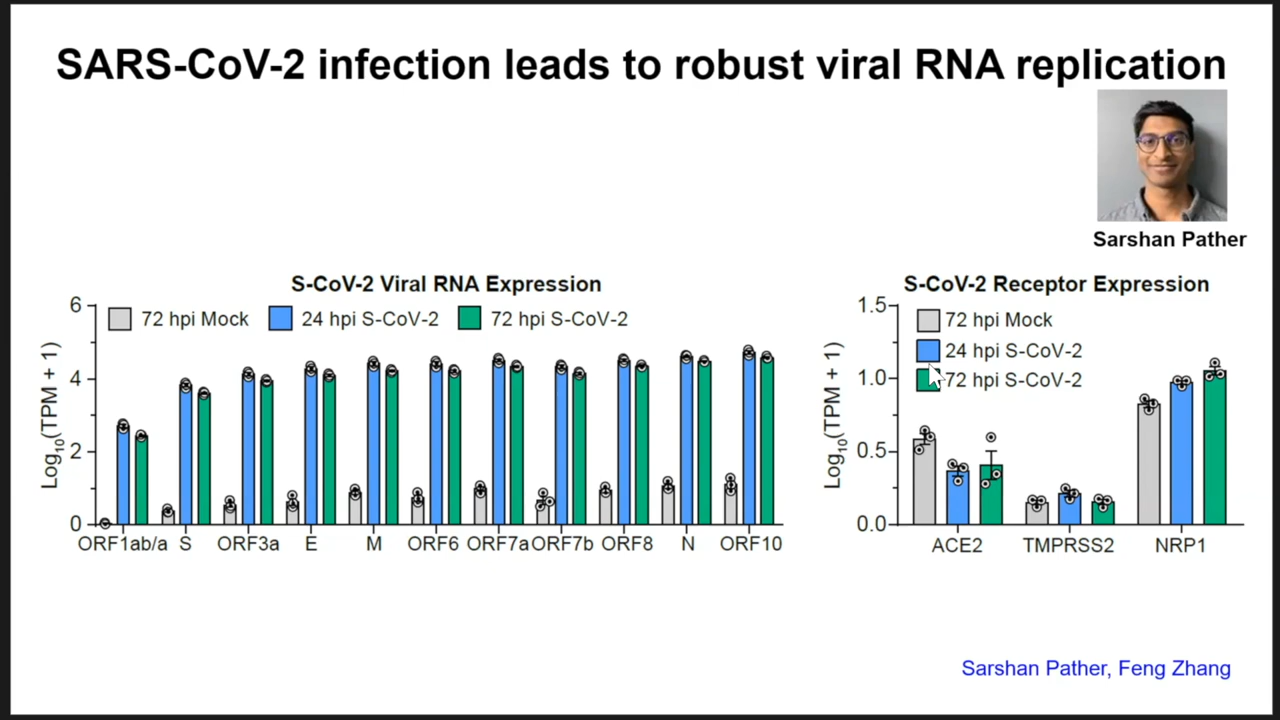 SARS-CoV-2 infection leads to robust viral RNA replication
Sarshan Pather
S-CoV-2 Viral RNA Expression
72 hpi Mock
24 hpi S-CoV-2
72 hpi S-CoV-2
Log10(TPM + 1)
6
4
2
0
ORF1ab/a
S
ORF3a
E
M
ORF6
ORF7a
ORF7b
ORF8
N
ORF10
S-CoV-2 Receptor Expression
72 hpi Mock
24 hpi S-CoV-2
72 hpi S-CoV-2
Log10(TPM + 1)
1.5
1.0
0.5
0.0
ACE2
TMPRSS2
NRP1
Sarshan Pather, Feng Zhang